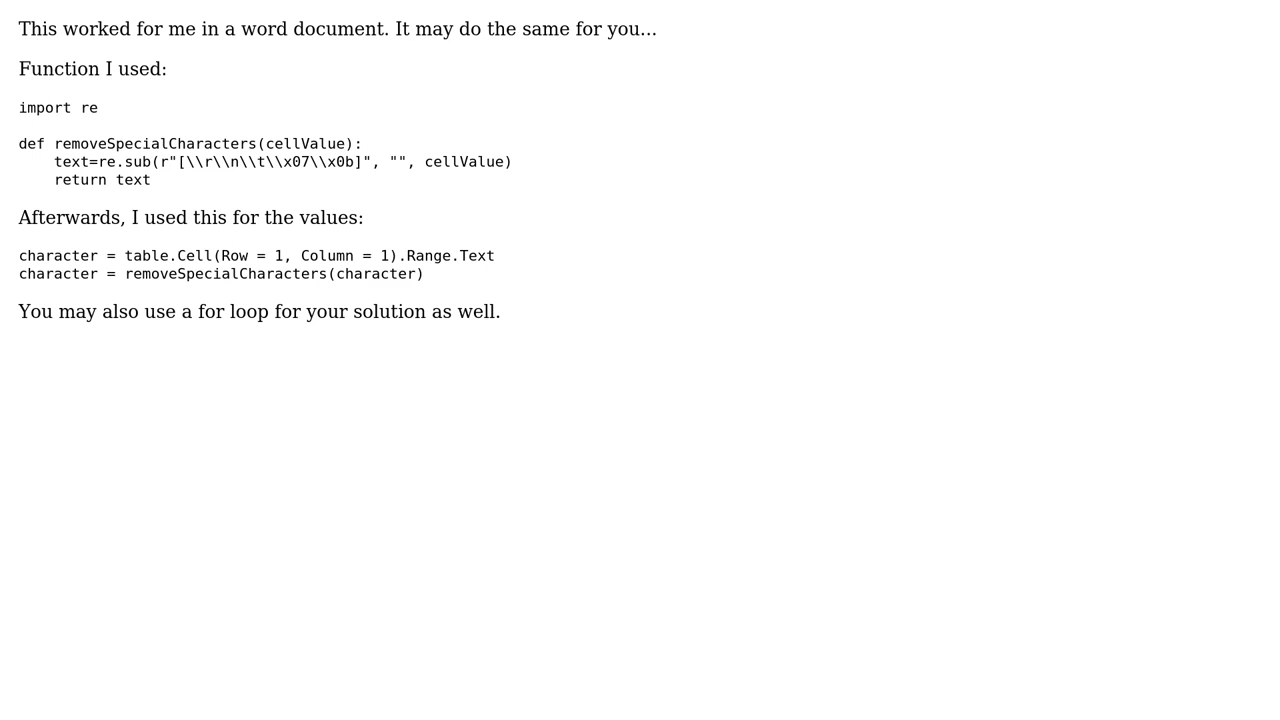 This worked for me in a word document. It may do the same for you...
Function I used:
import re
def removeSpecialCharacters(cellValue):
    text=re.sub(r"[\\r\\n\\t\\x07\\x0b]", "", cellValue)
    return text
Afterwards, I used this for the values:
character = table.Cell(Row = 1, Column = 1).Range.Text
character = removeSpecialCharacters(character)
You may also use a for loop for your solution as well.